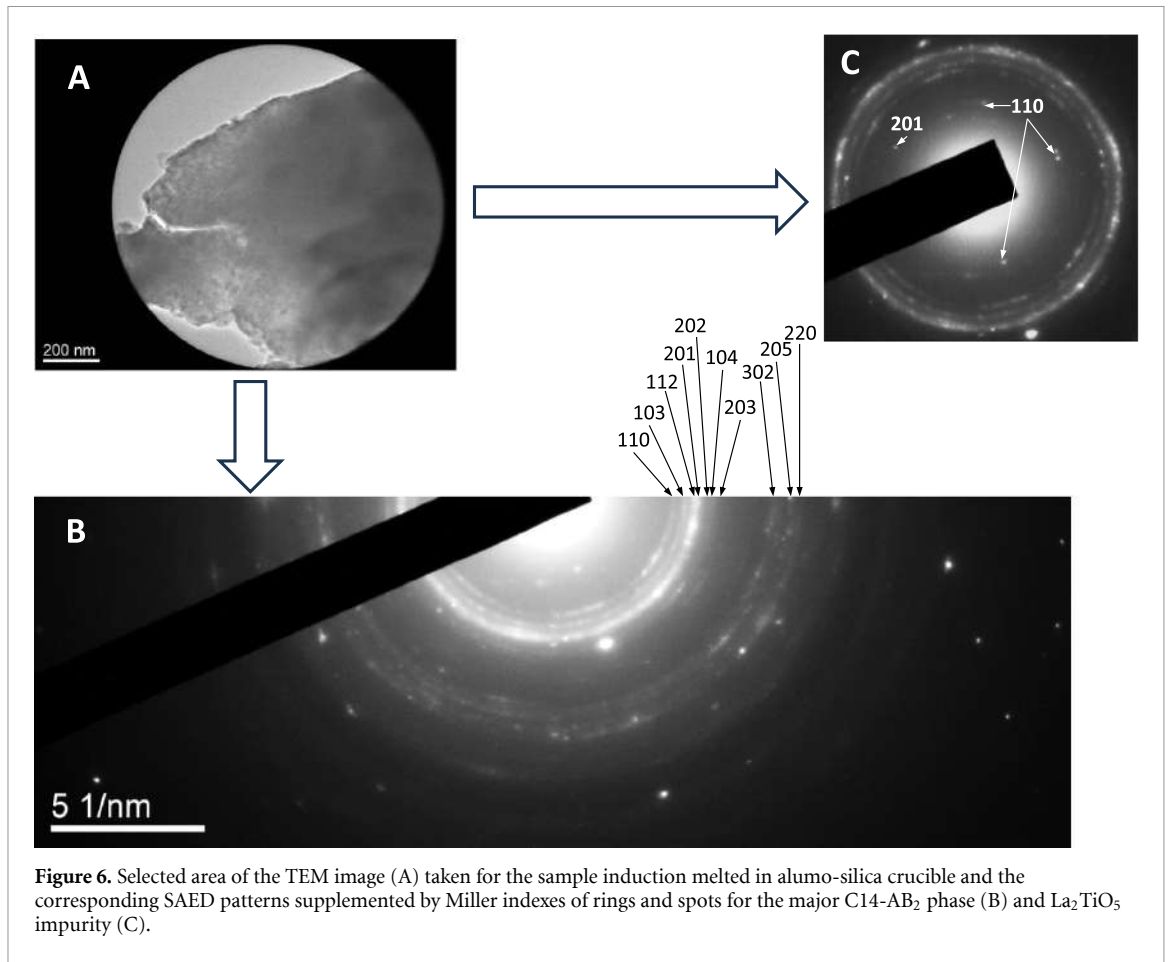 A
200 nm
C
110
201
202
220
201
104
205
112
302
103
203
110
B
5 1/nm
Figure 6. Selected area of the TEM image (A) taken for the sample induction melted in alumo-silica crucible and the
corresponding SAED patterns supplemented by Miller indexes of rings and spots for the major C14-AB₂ phase (B) and La₂TiO₅
impurity (C).